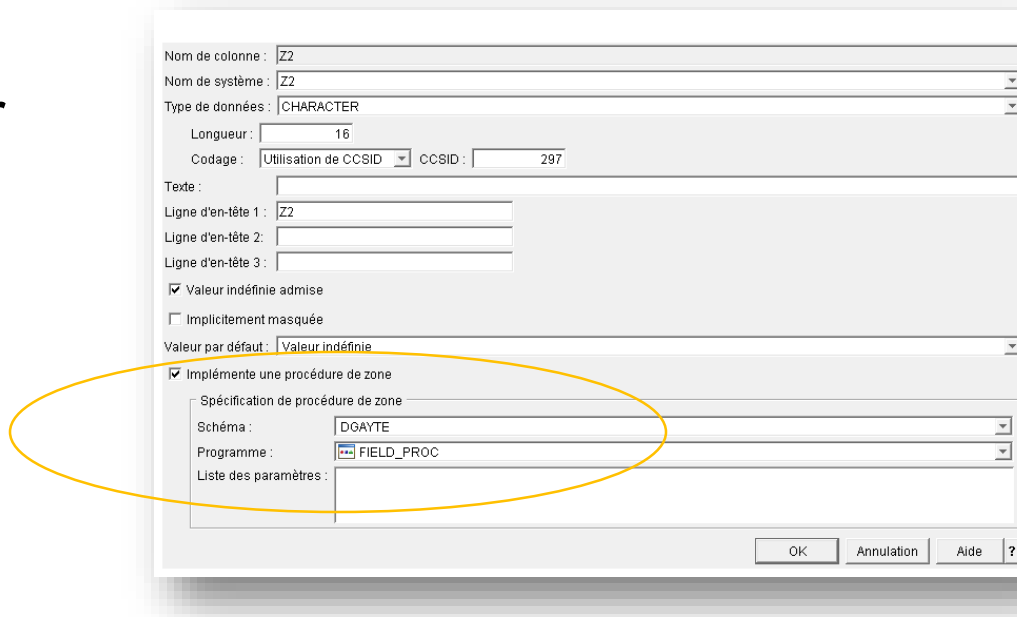 Nom de colonne : Z2
Nom de système : Z2
Type de données : CHARACTER
Longueur : 16
Codage : Utilisation de CCSID CCSID : 297
Texte :
Ligne d'en-tête 1 : Z2
Ligne d'en-tête 2:
Ligne d'en-tête 3 :
Valeur indéfinie admise
Implicitement masquée
Valeur par défaut : Valeur indéfinie
Implémente une procédure de zone
Spécification de procédure de zone
Schéma : DGAYTE
Programme : FIELD_PROC
Liste des paramètres :
OK Annulation Aide ?